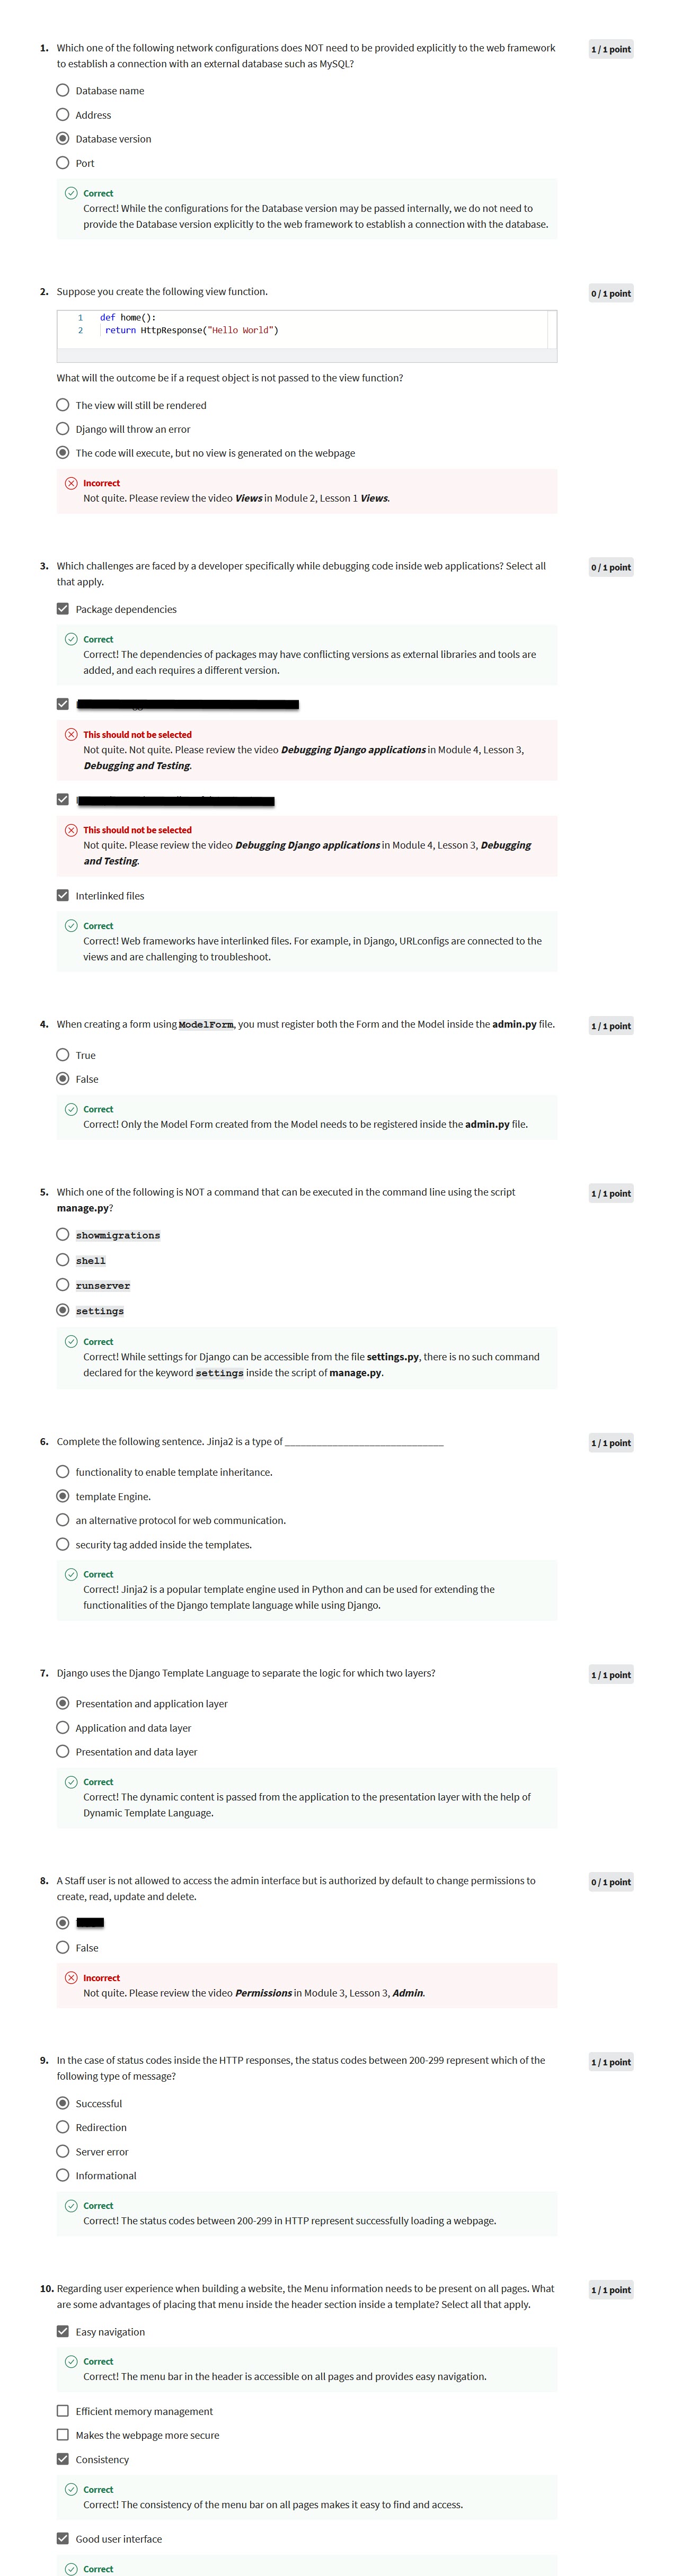 1. Which one of the following network configurations does NOT need to be provided explicitly to the web framework
to establish a connection with an external database such as MySQL?
1 / 1 point
Database name
Address
Database version
Port
Correct
Correct! While the configurations for the Database version may be passed internally, we do not need to
provide the Database version explicitly to the web framework to establish a connection with the database.
2. Suppose you create the following view function.
0 / 1 point
1 def home():
2 return HttpResponse("Hello World")
What will the outcome be if a request object is not passed to the view function?
The view will still be rendered
Django will throw an error
The code will execute, but no view is generated on the webpage
Incorrect
Not quite. Please review the video Views in Module 2, Lesson 1 Views.
3. Which challenges are faced by a developer specifically while debugging code inside web applications? Select all
that apply.
0 / 1 point
Package dependencies
Correct
Correct! The dependencies of packages may have conflicting versions as external libraries and tools are
added, and each requires a different version.
This should not be selected
Not quite. Not quite. Please review the video Debugging Django applications in Module 4, Lesson 3,
Debugging and Testing.
This should not be selected
Not quite. Please review the video Debugging Django applications in Module 4, Lesson 3, Debugging
and Testing.
Interlinked files
Correct
Correct! Web frameworks have interlinked files. For example, in Django, URLconfigs are connected to the
views and are challenging to troubleshoot.
4. When creating a form using ModelForm, you must register both the Form and the Model inside the admin.py file.
1 / 1 point
True
False
Correct
Correct! Only the Model Form created from the Model needs to be registered inside the admin.py file.
5. Which one of the following is NOT a command that can be executed in the command line using the script
manage.py?
1 / 1 point
showmigrations
shell
runserver
settings
Correct
Correct! While settings for Django can be accessible from the file settings.py, there is no such command
declared for the keyword settings inside the script of manage.py.
6. Complete the following sentence. Jinja2 is a type of ______________________________
1 / 1 point
functionality to enable template inheritance.
template Engine.
an alternative protocol for web communication.
security tag added inside the templates.
Correct
Correct! Jinja2 is a popular template engine used in Python and can be used for extending the
functionalities of the Django template language while using Django.
7. Django uses the Django Template Language to separate the logic for which two layers?
1 / 1 point
Presentation and application layer
Application and data layer
Presentation and data layer
Correct
Correct! The dynamic content is passed from the application to the presentation layer with the help of
Dynamic Template Language.
8. A Staff user is not allowed to access the admin interface but is authorized by default to change permissions to
create, read, update and delete.
0 / 1 point
False
Incorrect
Not quite. Please review the video Permissions in Module 3, Lesson 3, Admin.
9. In the case of status codes inside the HTTP responses, the status codes between 200-299 represent which of the
following type of message?
1 / 1 point
Successful
Redirection
Server error
Informational
Correct
Correct! The status codes between 200-299 in HTTP represent successfully loading a webpage.
10. Regarding user experience when building a website, the Menu information needs to be present on all pages. What
are some advantages of placing that menu inside the header section inside a template? Select all that apply.
1 / 1 point
Easy navigation
Correct
Correct! The menu bar in the header is accessible on all pages and provides easy navigation.
Efficient memory management
Makes the webpage more secure
Consistency
Correct
Correct! The consistency of the menu bar on all pages makes it easy to find and access.
Good user interface
Correct